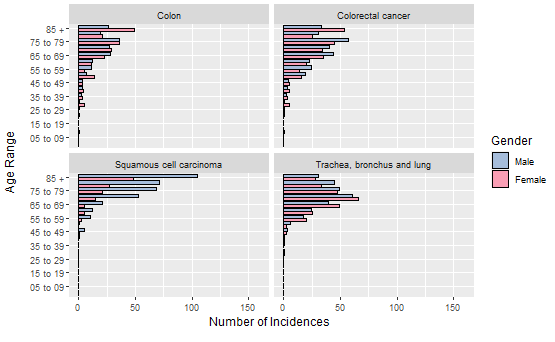 Colon
Colorectal cancer
85 +
75 to 79
65 to 69
55 to 59
45 to 49
35 to 39
25 to 29
15 to 19
05 to 09
Squamous cell carcinoma
Trachea, bronchus and lung
85 +
75 to 79
65 to 69
55 to 59
45 to 49
35 to 39
25 to 29
15 to 19
05 to 09
0 50 100 150
0 50 100 150
Number of Incidences
Age Range
Gender
Male
Female